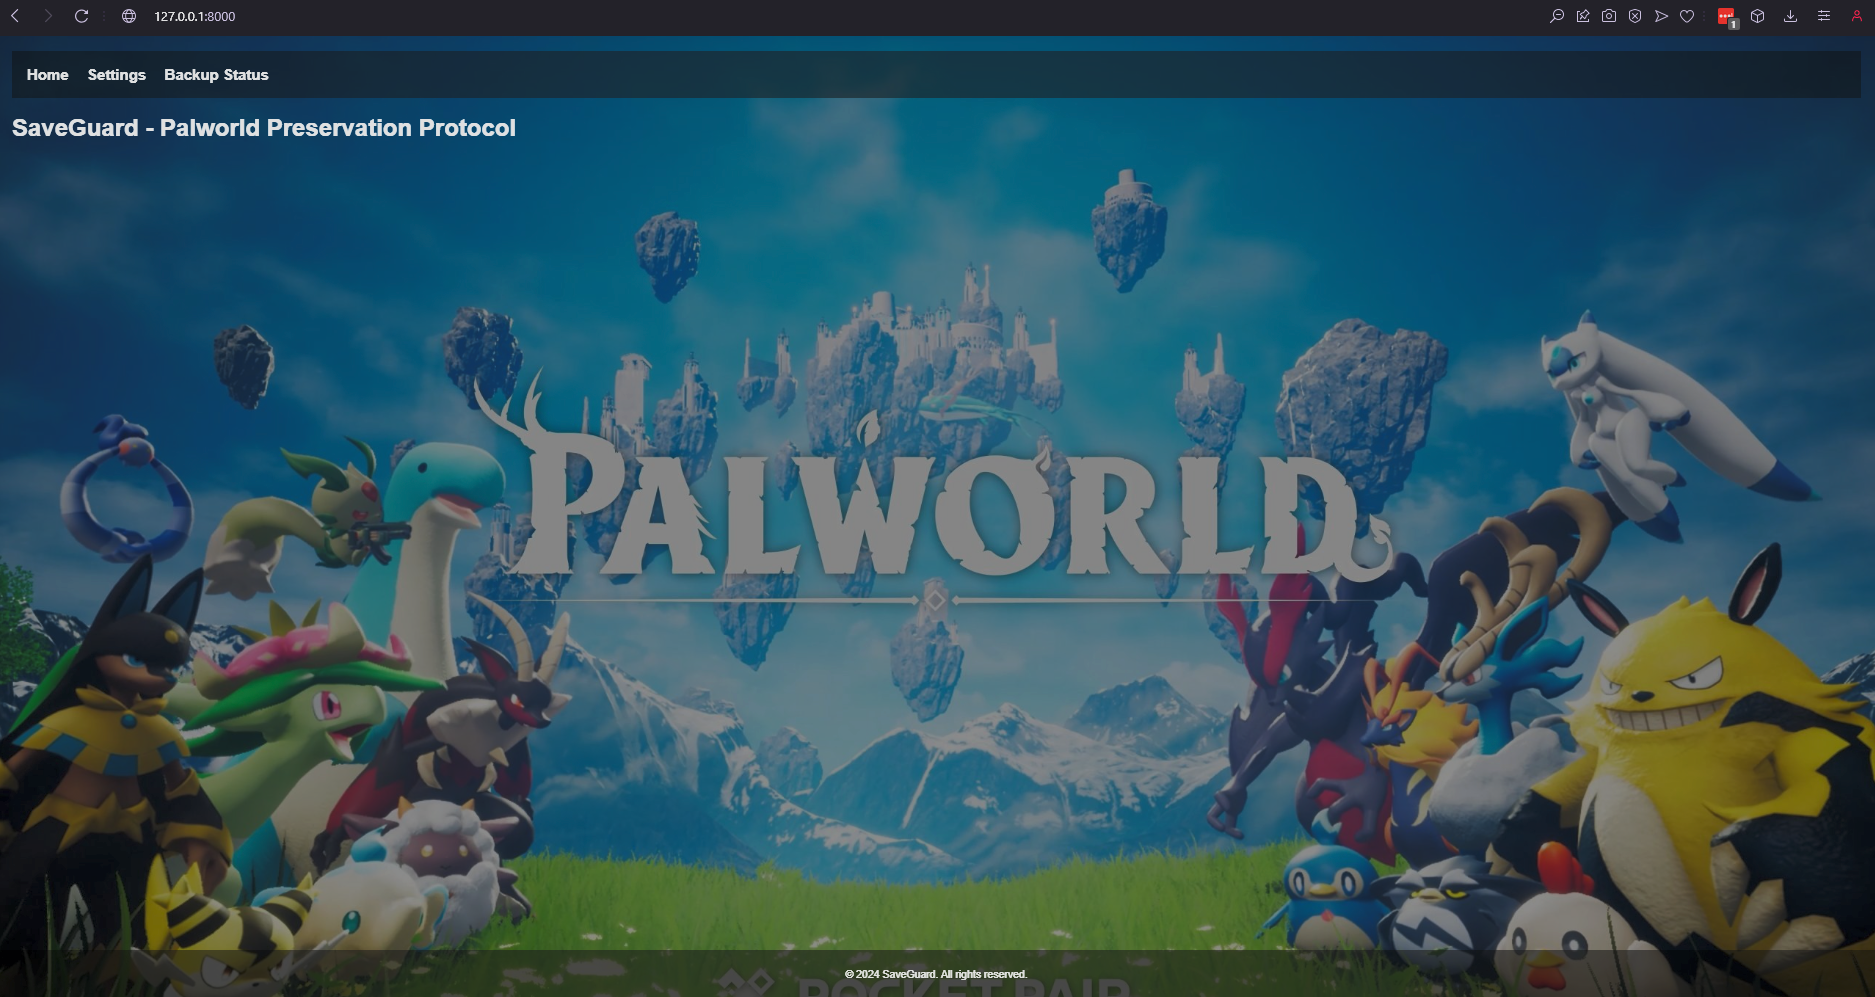 127.0.0.1:8000
1
Home Settings Backup Status
SaveGuard - Palworld Preservation Protocol
PALWORLD
© 2024 SaveGuard. All rights reserved.
POCKET PAIR